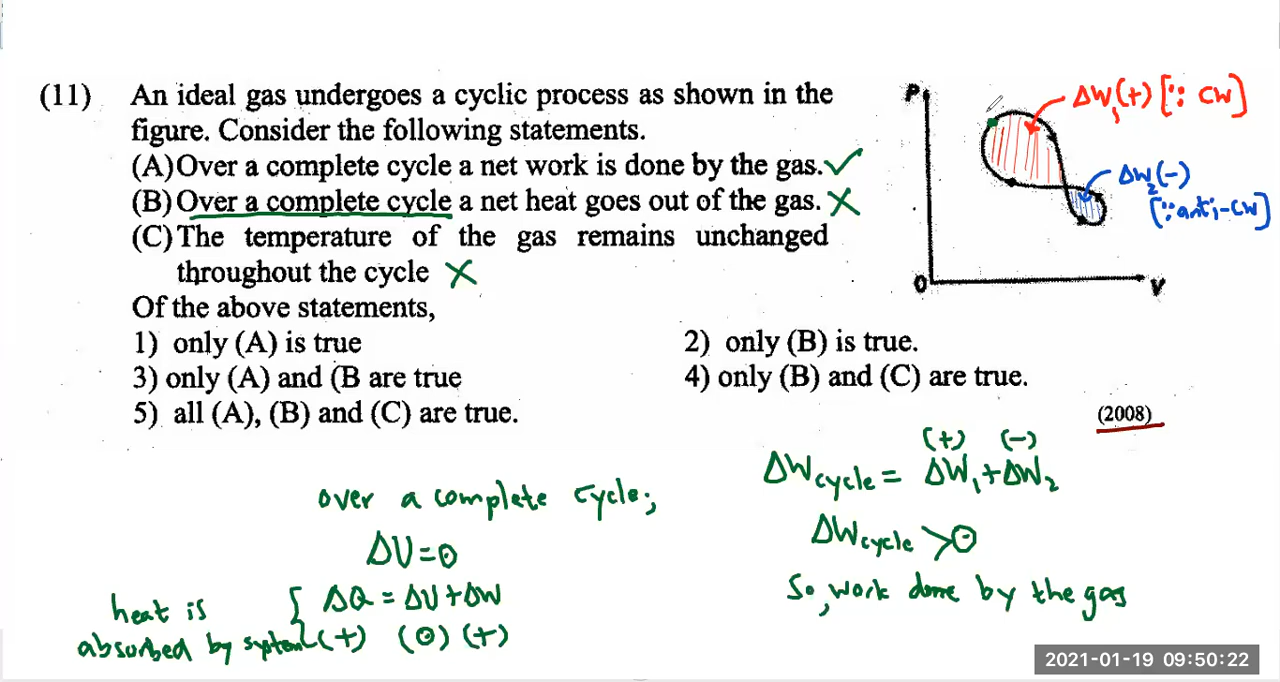 (11) An ideal gas undergoes a cyclic process as shown in the
figure. Consider the following statements.
(A) Over a complete cycle a net work is done by the gas. ✓
(B) Over a complete cycle a net heat goes out of the gas. ✗
(C) The temperature of the gas remains unchanged
throughout the cycle ✗
Of the above statements,
1) only (A) is true
2) only (B) is true.
3) only (A) and (B are true
4) only (B) and (C) are true.
5) all (A), (B) and (C) are true.
(2008)
P
ΔW₁(+) [∵ CW]
ΔW₂(-)
[∵ anti-CW]
O
V
over a complete cycle;
ΔU=0
heat is
absorbed by system
ΔQ = ΔU+ΔW
(+) (0) (+)
(+) (-)
ΔWcycle = ΔW₁+ΔW₂
ΔWcycle >0
So, work done by the gas
2021-01-19 09:50:22